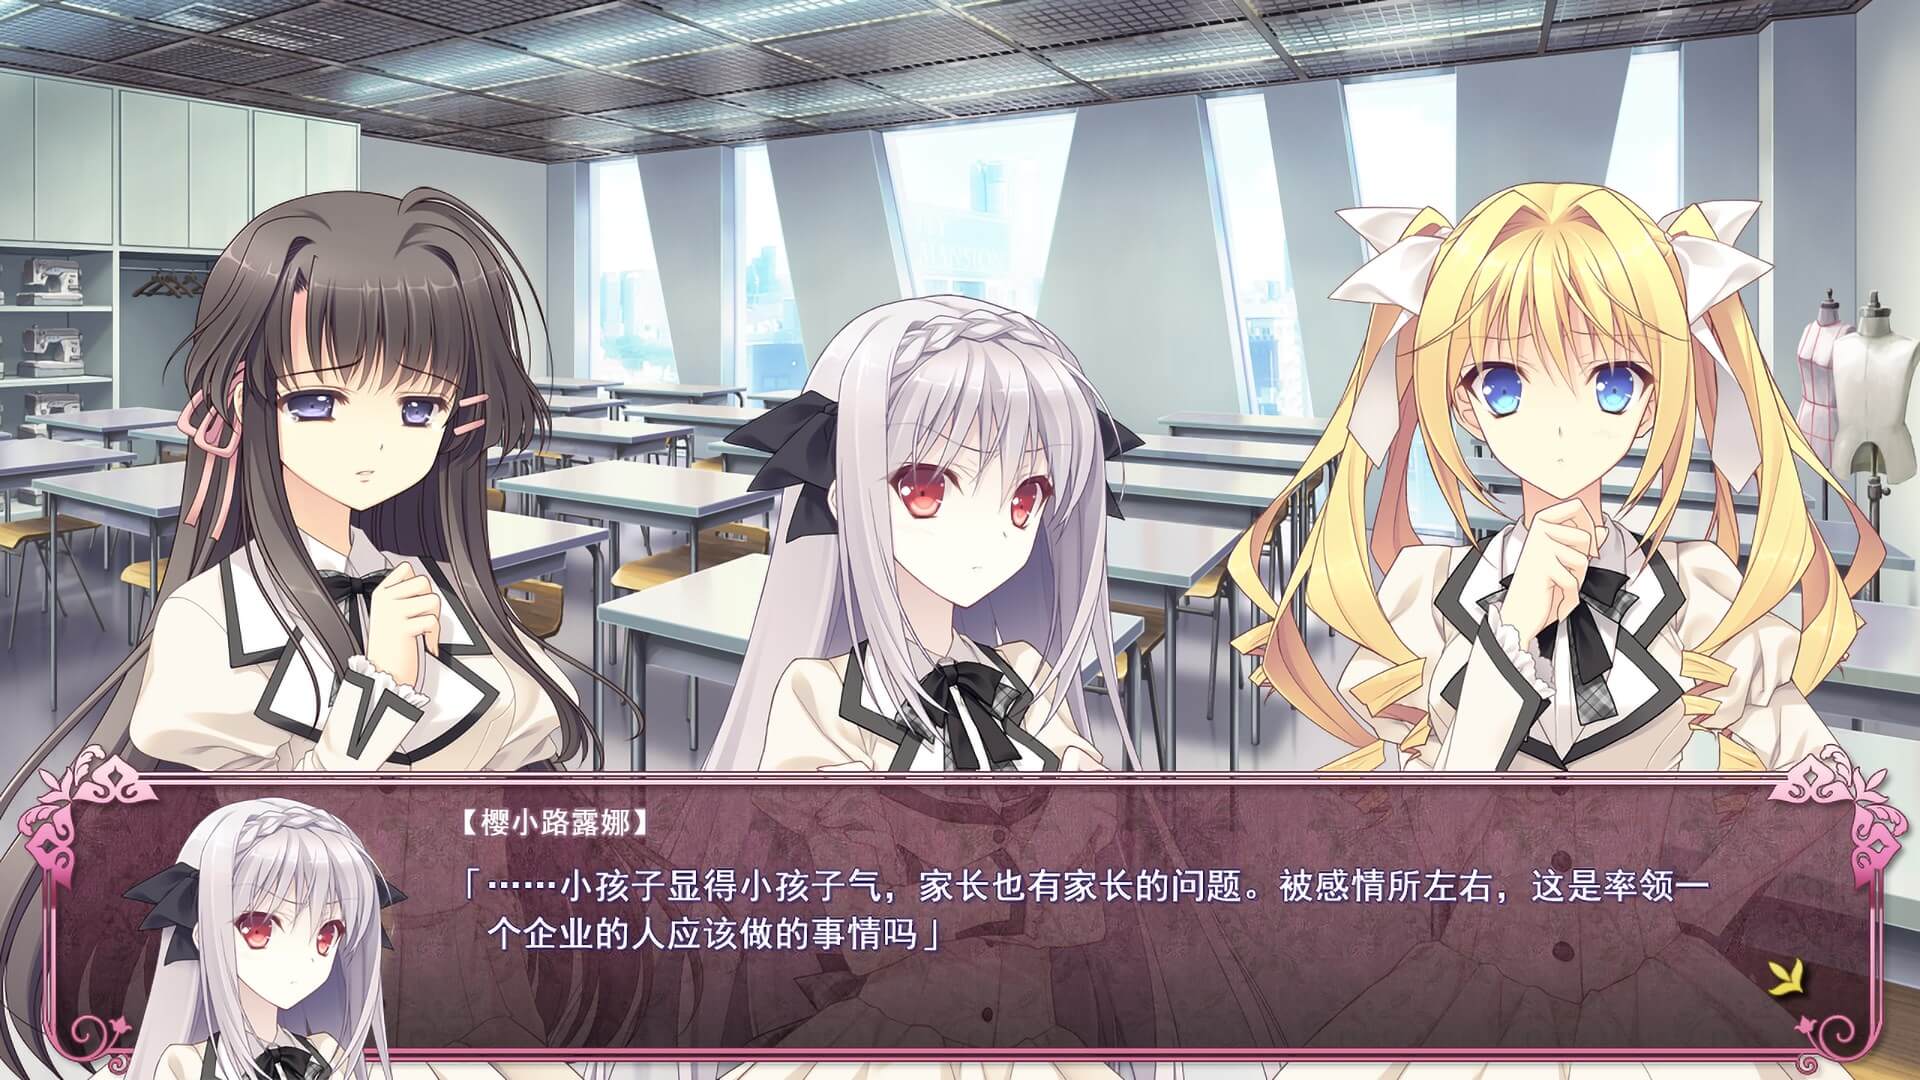 MANSION
【樱小路露娜】
「……小孩子显得小孩子气，家长也有家长的问题。被感情所左右，这是率领一
个企业的人应该做的事情吗」